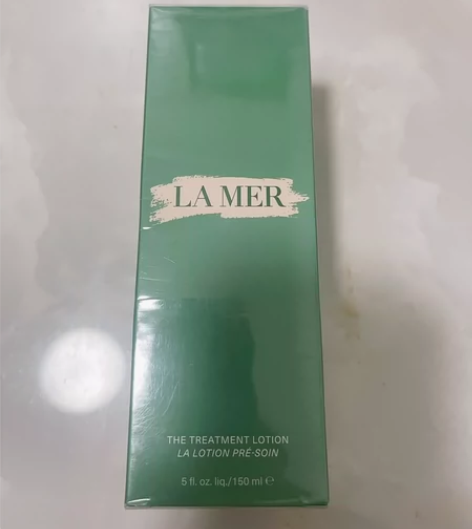 LA MER
THE TREATMENT LOTION
LA LOTION PRÉ-SOIN
5 fl. oz. liq./150 ml ℮